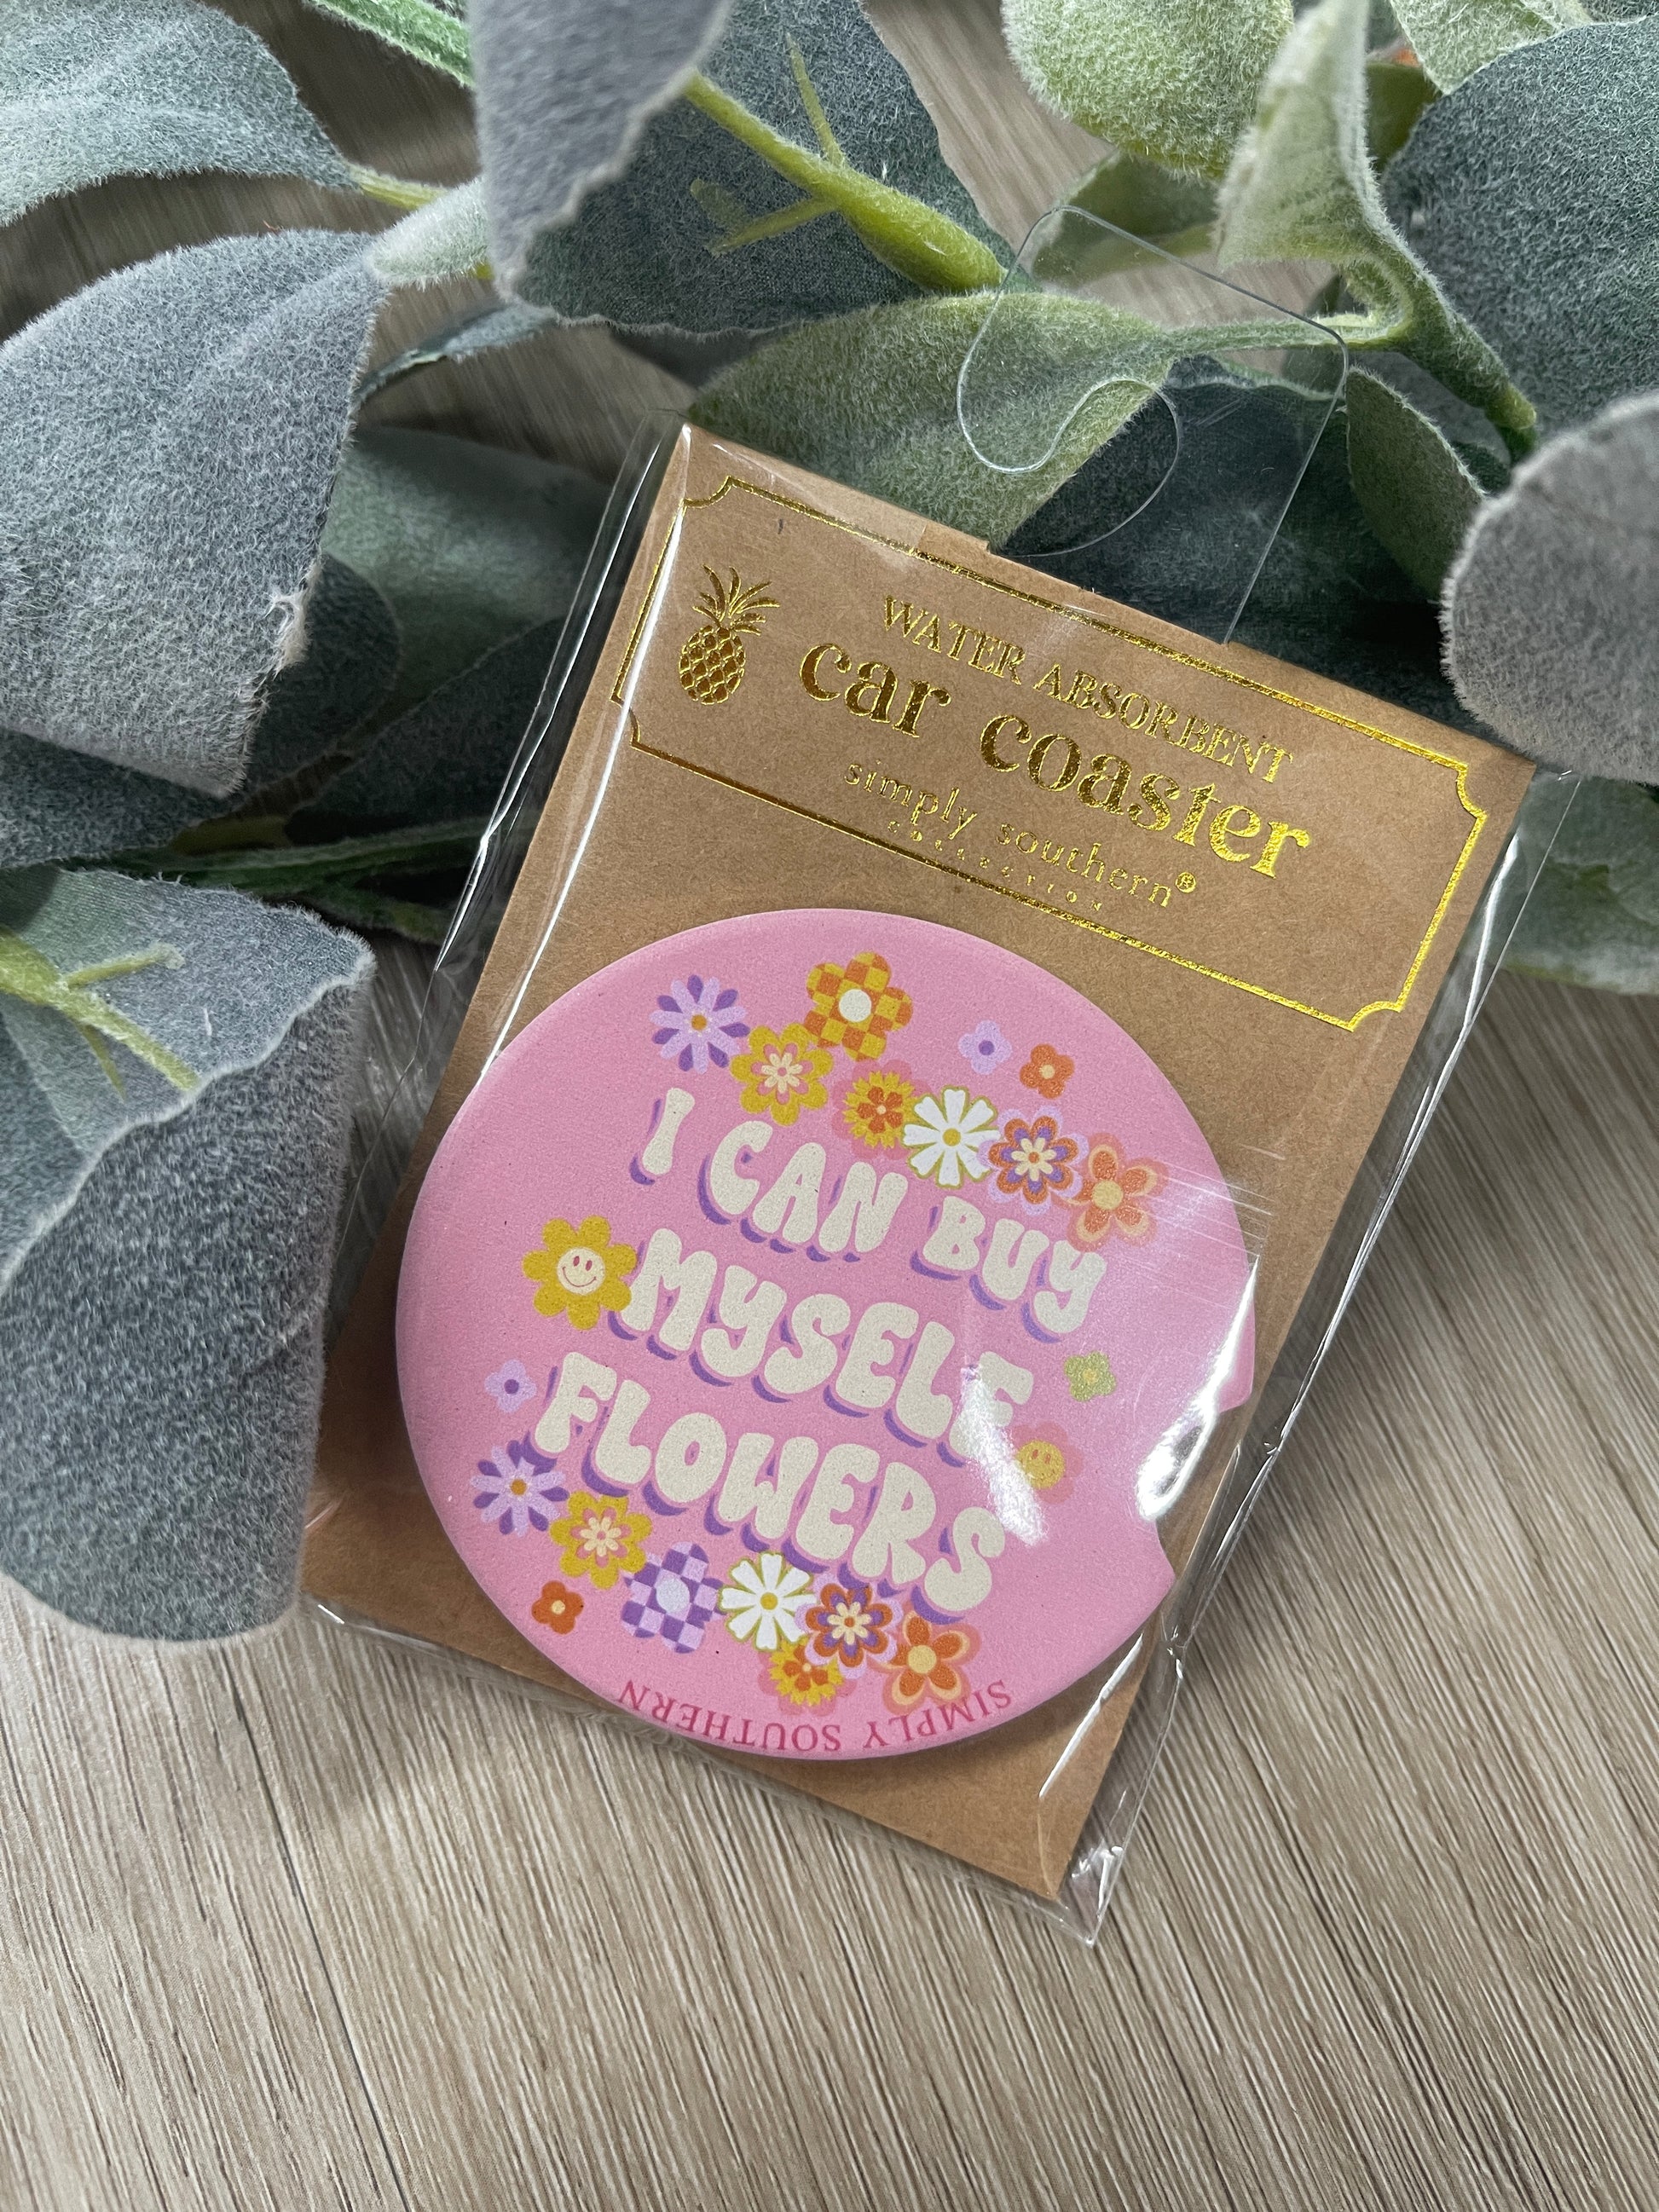 WATER ABSORBENT
car coaster
simply southern®
COLLECTION
I CAN BUY
MYSELF
FLOWERS
SIMPLY SOUTHERN